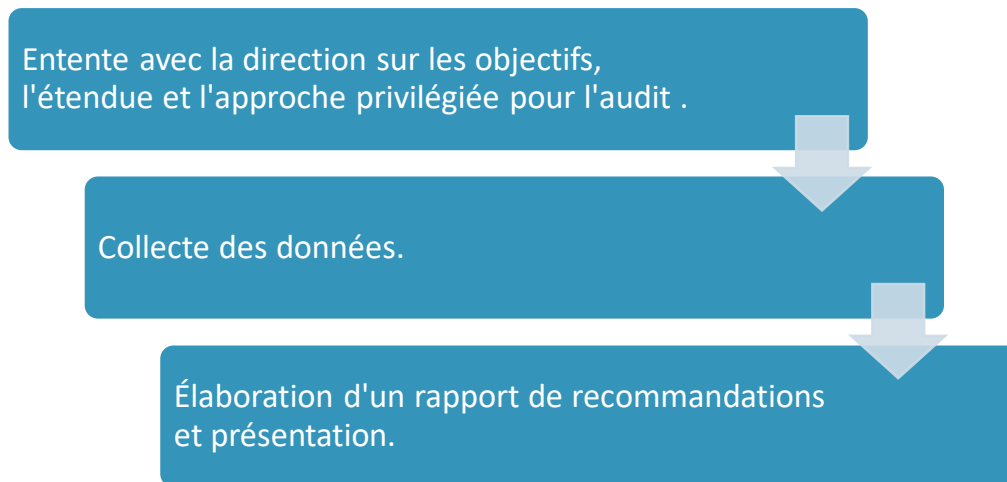 Entente avec la direction sur les objectifs,
l'étendue et l'approche privilégiée pour l'audit .
Collecte des données.
Élaboration d'un rapport de recommandations
et présentation.